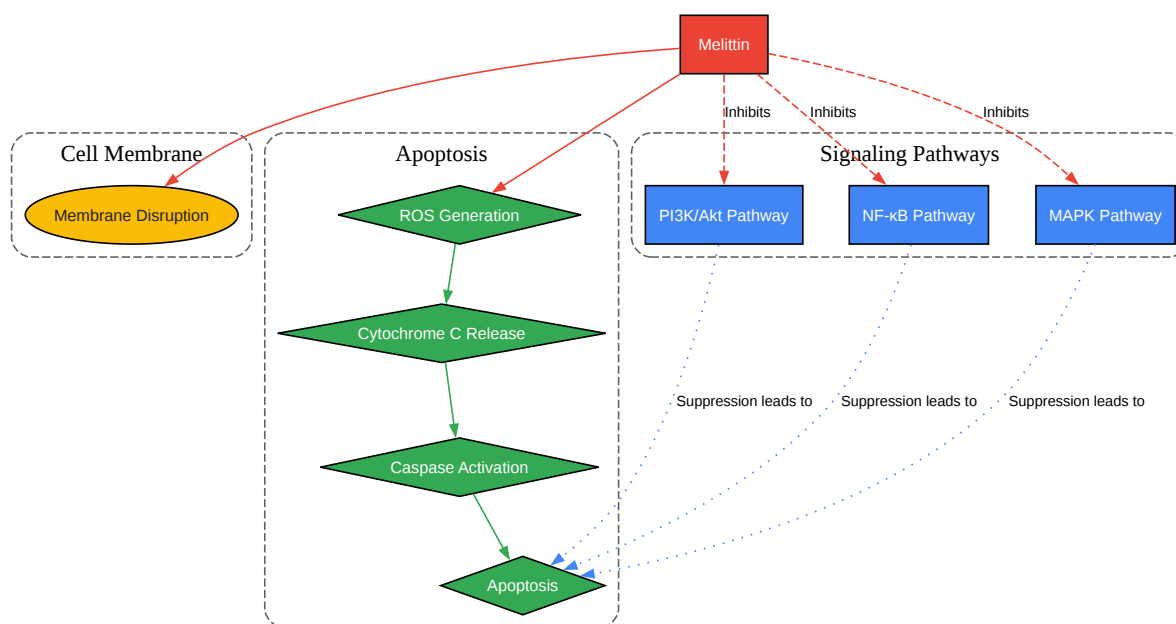 Melittin
Inhibits
Inhibits
Inhibits
Cell Membrane
Apoptosis
Signaling Pathways
Membrane Disruption
ROS Generation
PI3K/Akt Pathway
NF-κB Pathway
MAPK Pathway
Cytochrome C Release
Suppression leads to
Suppression leads to
Suppression leads to
Caspase Activation
Apoptosis